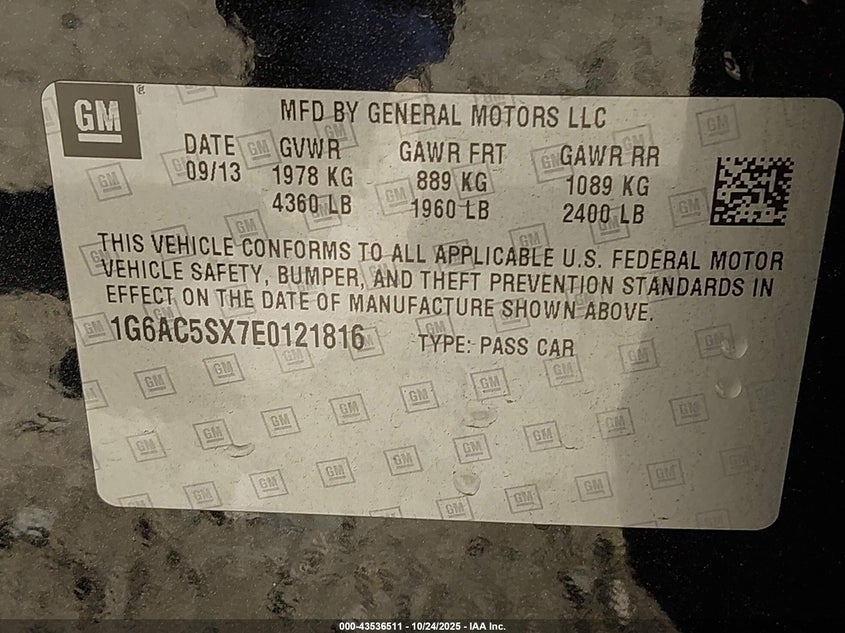 GM
MFD BY GENERAL MOTORS LLC
DATE GVWR GAWR FRT GAWR RR
09/13 1978 KG 889 KG 1089 KG
4360 LB 1960 LB 2400 LB
THIS VEHICLE CONFORMS TO ALL APPLICABLE U.S. FEDERAL MOTOR
VEHICLE SAFETY, BUMPER, AND THEFT PREVENTION STANDARDS IN
EFFECT ON THE DATE OF MANUFACTURE SHOWN ABOVE.
1G6AC5SX7E0121816 TYPE: PASS CAR
000-43536511 - 10/24/2025 - IAA Inc.